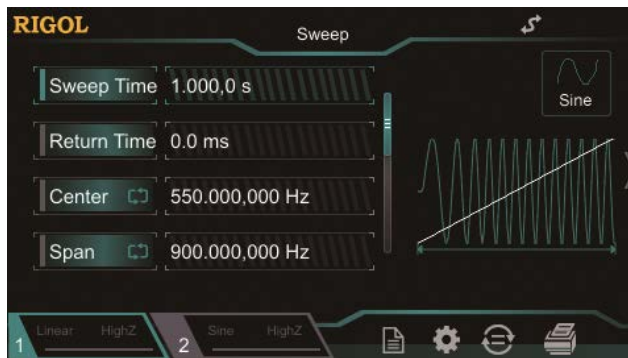 RIGOL
Sweep
Sweep Time 1.000,0 s
Sine
Return Time 0.0 ms
Center 550.000,000 Hz
Span 900.000,000 Hz
1 Linear HighZ 2 Sine HighZ